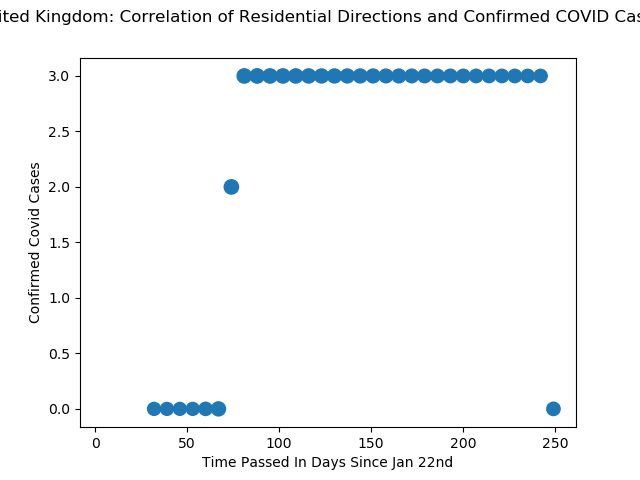 ited Kingdom: Correlation of Residential Directions and Confirmed COVID Cas
3.0
2.5
2.0
1.5
1.0
0.5
0.0
Confirmed Covid Cases
0 50 100 150 200 250
Time Passed In Days Since Jan 22nd